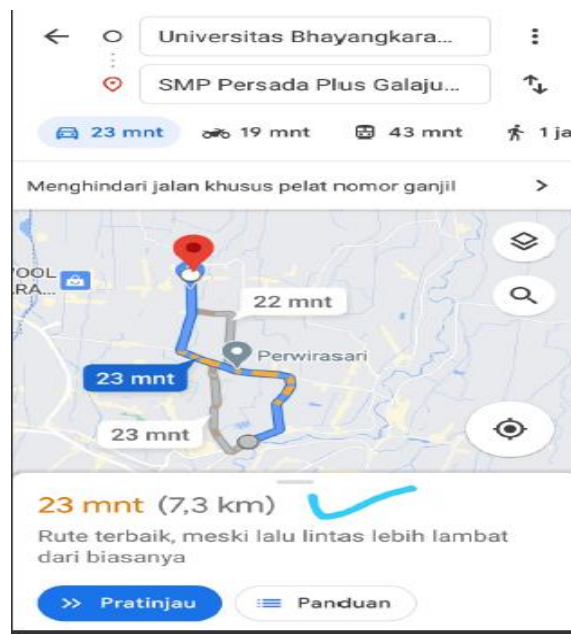 Universitas Bhayangkara...
SMP Persada Plus Galaju...
23 mnt 19 mnt 43 mnt 1 ja
Menghindari jalan khusus pelat nomor ganjil
OOL
RA...
22 mnt
Perwirasari
23 mnt
23 mnt
23 mnt (7,3 km)
Rute terbaik, meski lalu lintas lebih lambat
dari biasanya
Pratinjau Panduan